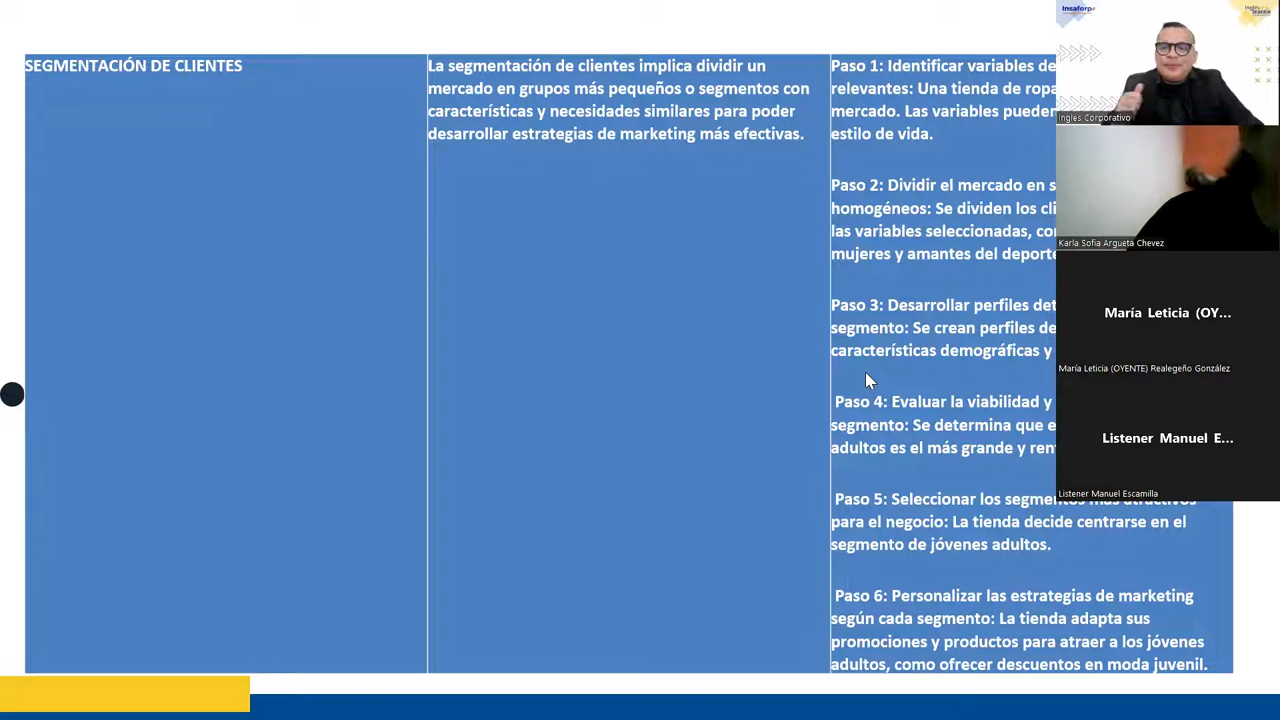 SEGMENTACIÓN DE CLIENTES
La segmentación de clientes implica dividir un
mercado en grupos más pequeños o segmentos con
características y necesidades similares para poder
desarrollar estrategias de marketing más efectivas.
Paso 1: Identificar variables de
relevantes: Una tienda de ropa
mercado. Las variables pueden
estilo de vida.
Paso 2: Dividir el mercado en
homogéneos: Se dividen los
las variables seleccionadas,
mujeres y amantes del deporte
Paso 3: Desarrollar perfiles
segmento: Se crean perfiles
características demográficas y
Paso 4: Evaluar la viabilidad y
segmento: Se determina que
adultos es el más grande y
Paso 5: Seleccionar los segmentos más atractivos
para el negocio: La tienda decide centrarse en el
segmento de jóvenes adultos.
Paso 6: Personalizar las estrategias de marketing
según cada segmento: La tienda adapta sus
promociones y productos para atraer a los jóvenes
adultos, como ofrecer descuentos en moda juvenil.
Insaforp
Ingles Corporativo
Karla Sofia Argueta Chevez
María Leticia (OY...
María Leticia (OYENTE) Realegeño González
Listener Manuel E...
Listener Manuel Escamilla